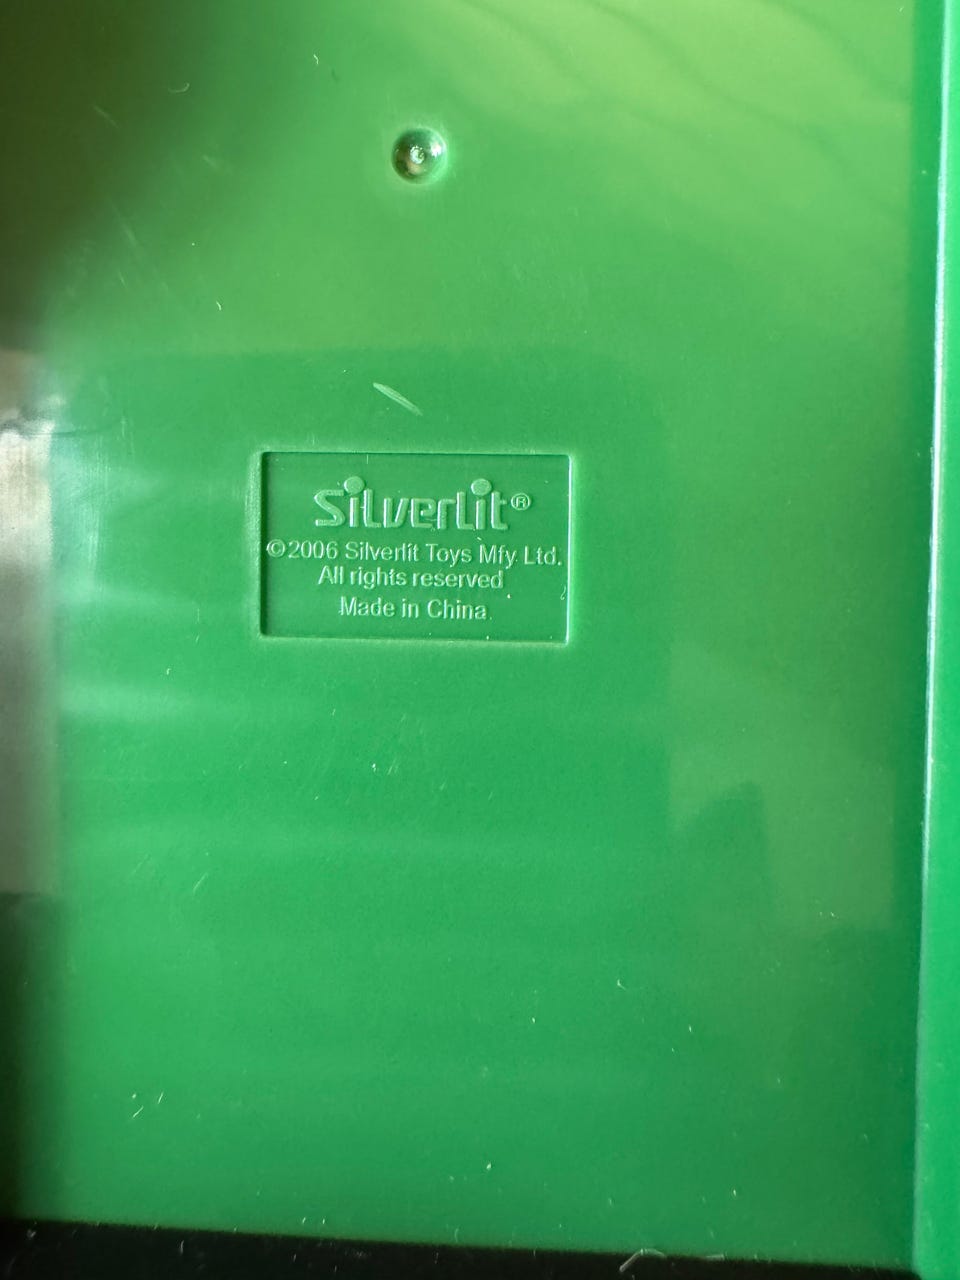 Silverlit®
©2006 Silverlit Toys Mfy. Ltd.
All rights reserved
Made in China.